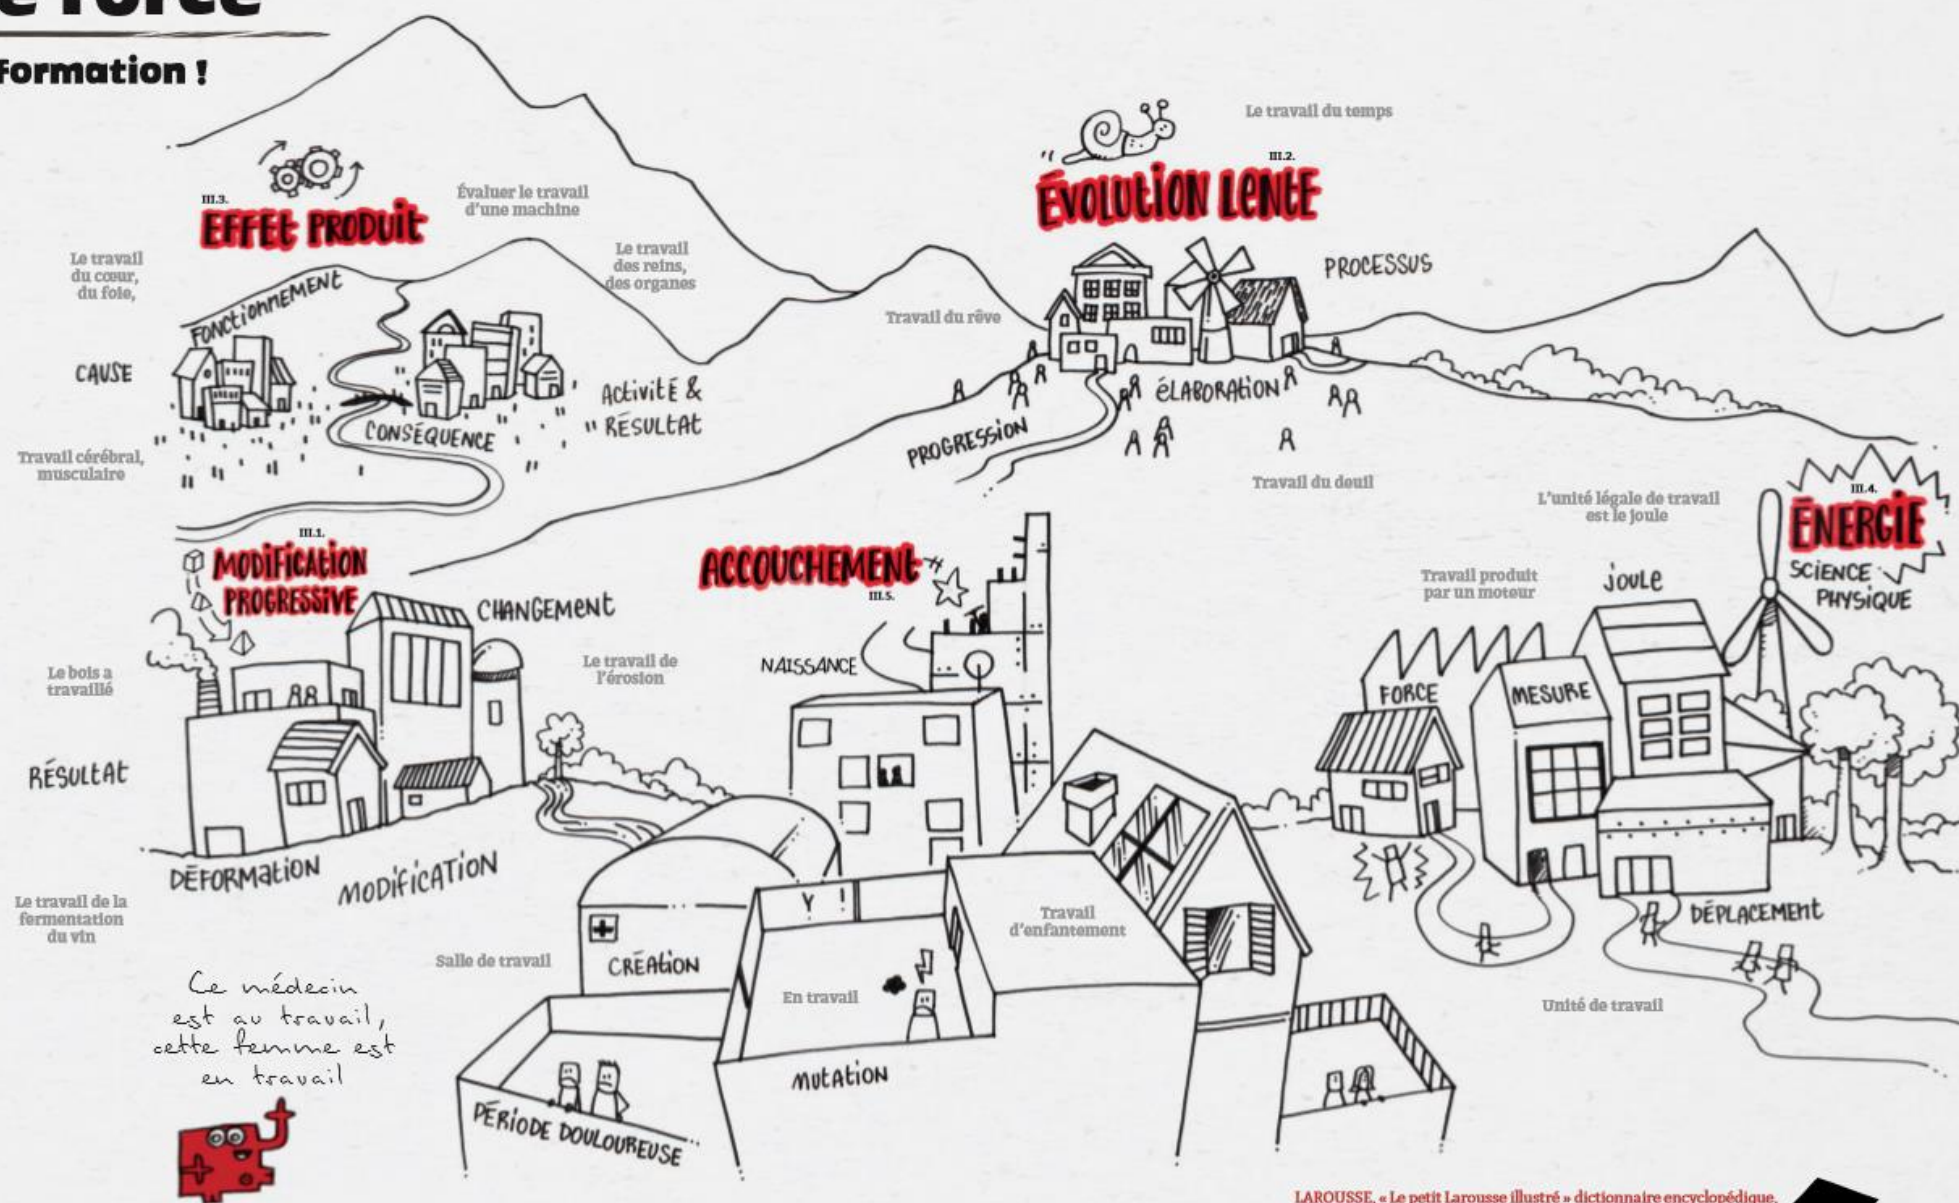 e force
formation !
III.3.
EFFET PRODUIT
Évaluer le travail
d'une machine
Le travail
du cœur,
du foie,
Le travail
des reins,
des organes
FONCTIONNEMENT
CAUSE
CONSÉQUENCE
ACTIVITÉ &
RÉSULTAT
Travail cérébral,
musculaire
Le travail du temps
III.2.
ÉVOLUTION LENTE
PROCESSUS
Travail du rêve
ÉLABORATION
PROGRESSION
Travail du deuil
III.1.
MODIFICATION
PROGRESSIVE
CHANGEMENT
Le bois a
travaillé
Le travail de
l'érosion
RÉSULTAT
DÉFORMATION
MODIFICATION
Le travail de la
fermentation
du vin
ACCOUCHEMENT
III.5.
NAISSANCE
Y !
Travail
d'enfantement
Salle de travail
CRÉATION
En travail
MUTATION
PÉRIODE DOULOUREUSE
L'unité légale de travail
est le joule
III.4.
ÉNERGIE
SCIENCE
PHYSIQUE
Travail produit
par un moteur
JOULE
FORCE
MESURE
DÉPLACEMENT
Unité de travail
Ce médecin
est au travail,
cette femme est
en travail
LAROUSSE. « Le petit Larousse illustré » dictionnaire encyclopédique.